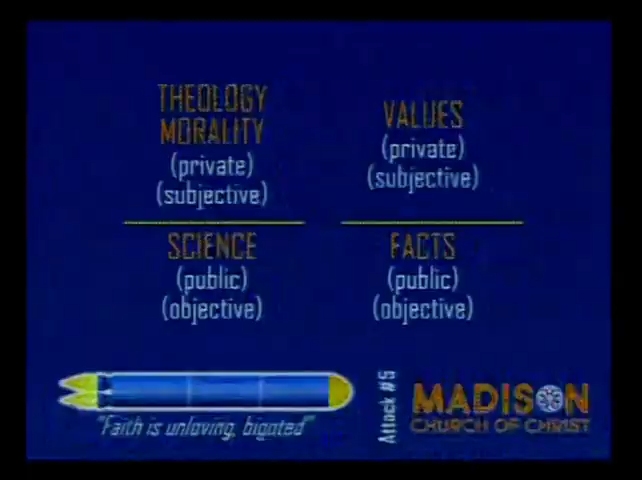 THEOLOGY
MORALITY
(private)
(subjective)
VALUES
(private)
(subjective)
SCIENCE
(public)
(objective)
FACTS
(public)
(objective)
"Faith is unloving, bigoted"
Attack #5
MADISON
CHURCH OF CHRIST